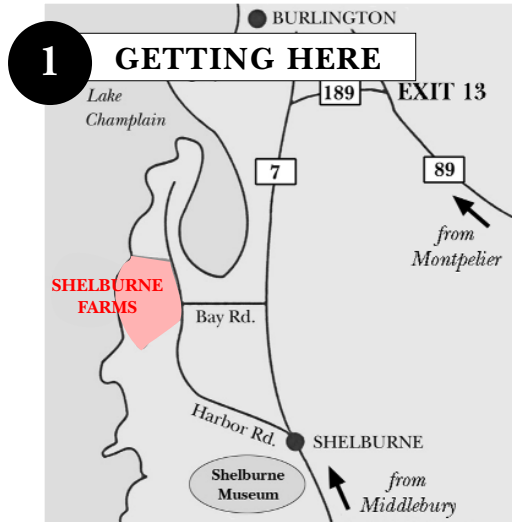 BURLINGTON
1 GETTING HERE
Lake
Champlain
189
EXIT 13
7
89
from
Montpelier
SHELBURNE
FARMS
Bay Rd.
Harbor Rd.
SHELBURNE
Shelburne
Museum
from
Middlebury